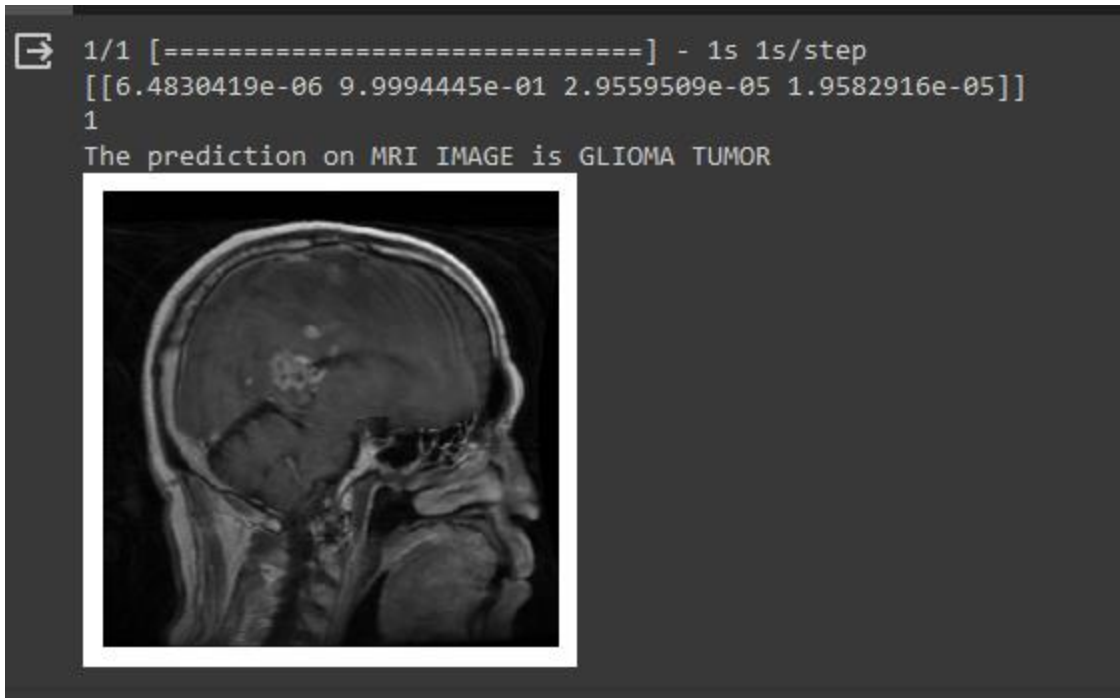 1/1 [==============================] - 1s 1s/step
[[6.4830419e-06 9.9994445e-01 2.9559509e-05 1.9582916e-05]]
1
The prediction on MRI IMAGE is GLIOMA TUMOR